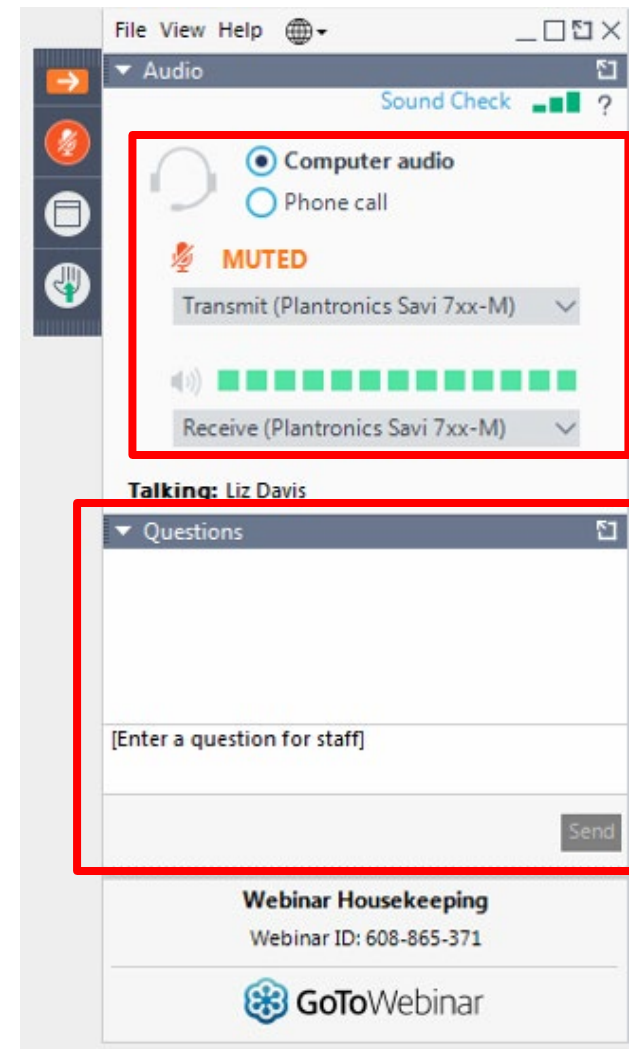 File View Help
Audio
Sound Check ?
Computer audio
Phone call
MUTED
Transmit (Plantronics Savi 7xx-M)
Receive (Plantronics Savi 7xx-M)
Talking: Liz Davis
Questions
[Enter a question for staff]
Send
Webinar Housekeeping
Webinar ID: 608-865-371
GoToWebinar